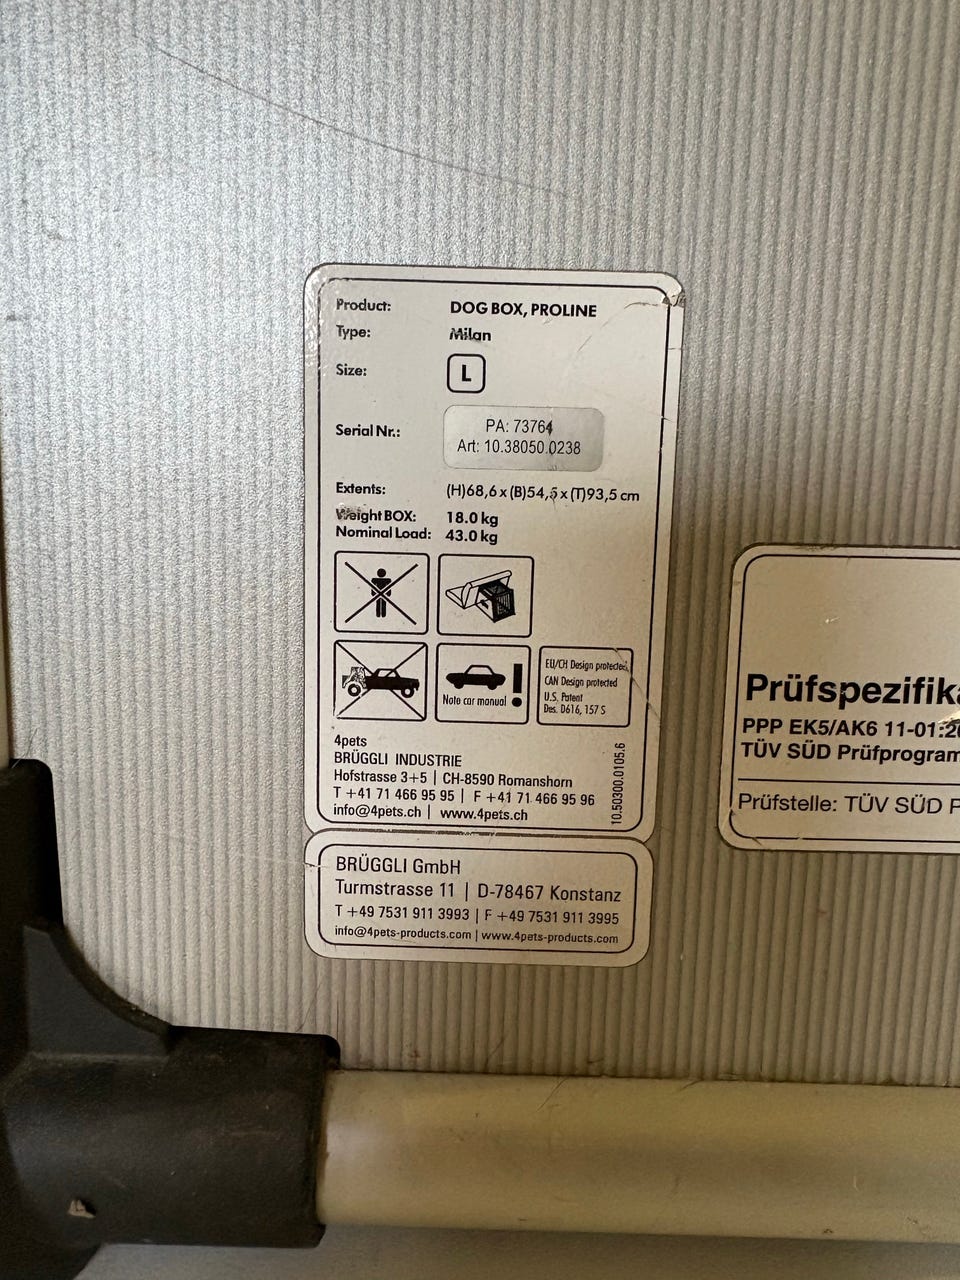 Product: DOG BOX, PROLINE
Type: Milan
Size: L
Serial Nr.: PA: 73764
Art: 10.38050.0238
Extents: (H)68,6 x (B)54,5 x (T)93,5 cm
Weight BOX: 18.0 kg
Nominal Load: 43.0 kg
Note car manual
EU/CH Design protected
CAN Design protected
U.S. Patent
Des. D616, 157 S
4pets
BRÜGGLI INDUSTRIE
Hofstrasse 3+5 | CH-8590 Romanshorn
T +41 71 466 95 95 | F +41 71 466 95 96
info@4pets.ch | www.4pets.ch
10.50300.0105.6
BRÜGGLI GmbH
Turmstrasse 11 | D-78467 Konstanz
T +49 7531 911 3993 | F +49 7531 911 3995
info@4pets-products.com | www.4pets-products.com
Prüfspezifika
PPP EK5/AK6 11-01:20
TÜV SÜD Prüfprogram
Prüfstelle: TÜV SÜD P